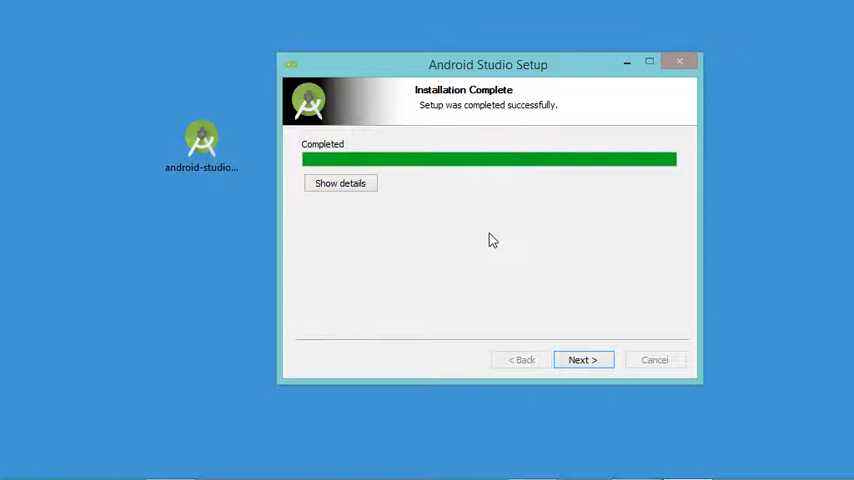 Android Studio Setup
Installation Complete
Setup was completed successfully.
Completed
Show details
android-studio...
< Back
Next >
Cancel